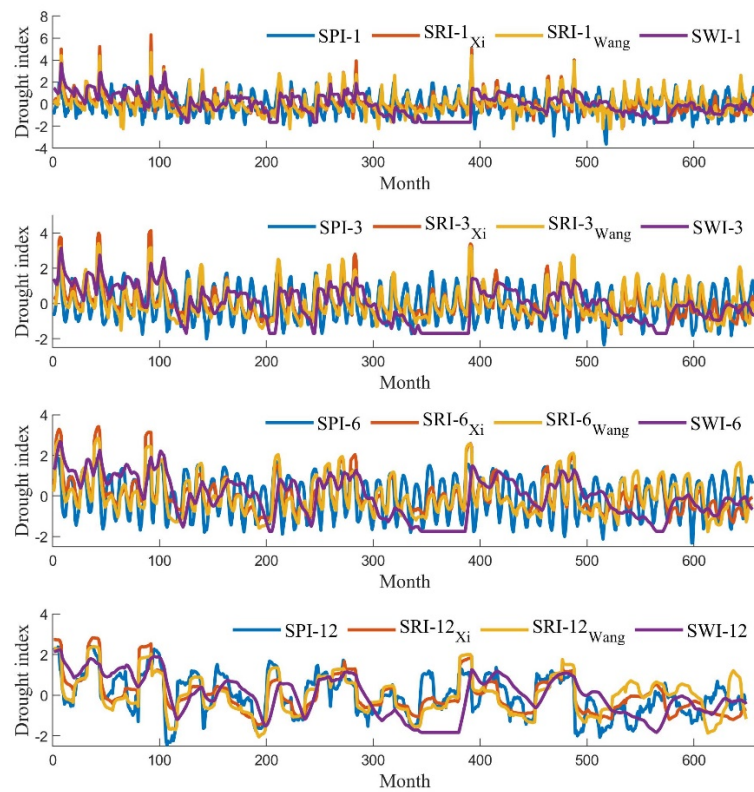 SPI-1 SRI-1Xi SRI-1Wang SWI-1
Drought index
8
6
4
2
0
-2
-4
0 100 200 300 400 500 600
Month
SPI-3 SRI-3Xi SRI-3Wang SWI-3
Drought index
4
2
0
-2
0 100 200 300 400 500 600
Month
SPI-6 SRI-6Xi SRI-6Wang SWI-6
Drought index
4
2
0
-2
0 100 200 300 400 500 600
Month
SPI-12 SRI-12Xi SRI-12Wang SWI-12
Drought index
4
2
0
-2
0 100 200 300 400 500 600
Month